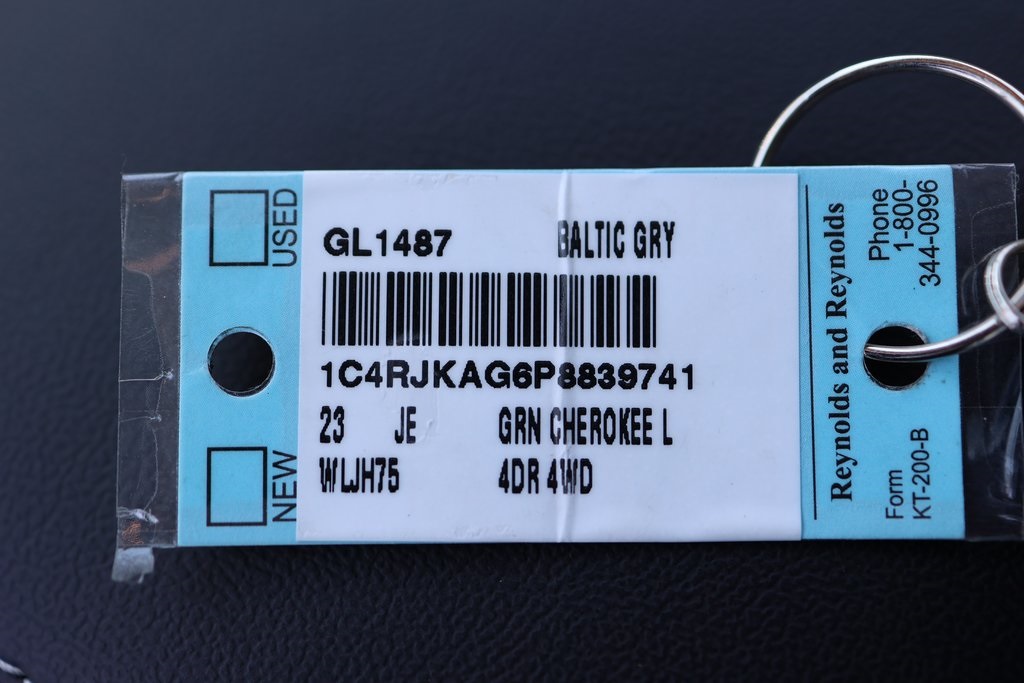 USED
NEW
GL1487 BALTIC GRY
1C4RJKAG6P8839741
23 JE GRN CHEROKEE L
WLJH75 4DR 4WD
Reynolds and Reynolds
Phone
1-800-
344-0996
Form
KT-200-B